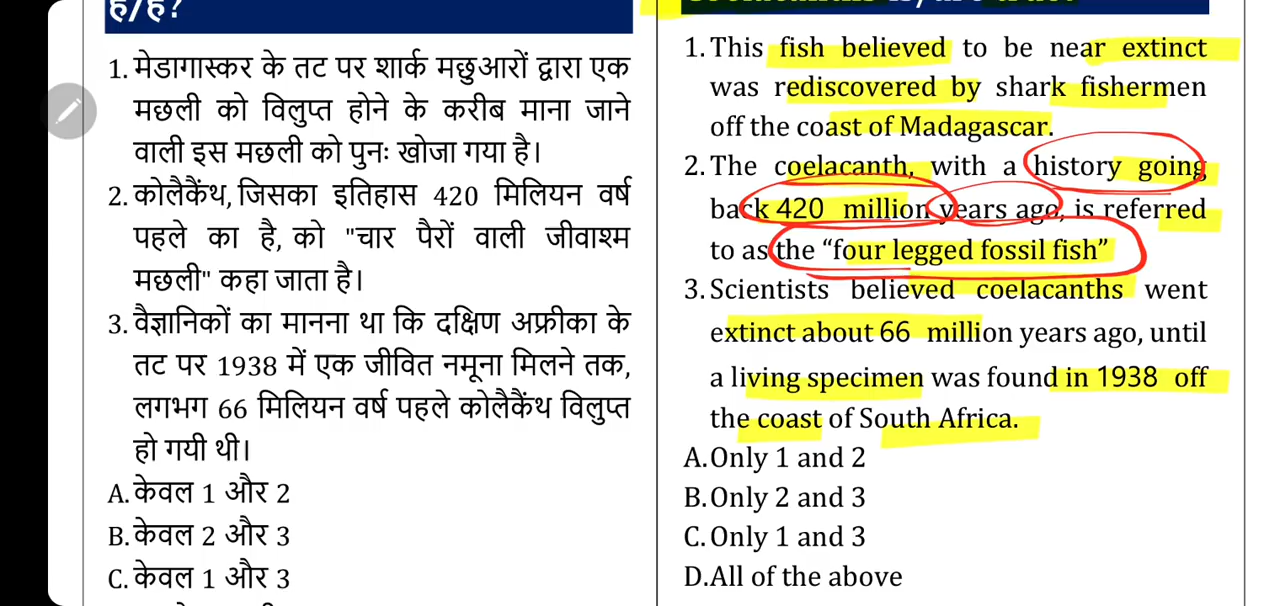 है/हैं?
1. मेडागास्कर के तट पर शार्क मछुआरों द्वारा एक
मछली को विलुप्त होने के करीब माना जाने
वाली इस मछली को पुनः खोजा गया है।
2. कोलैकैंथ, जिसका इतिहास 420 मिलियन वर्ष
पहले का है, को "चार पैरों वाली जीवाश्म
मछली" कहा जाता है।
3. वैज्ञानिकों का मानना था कि दक्षिण अफ्रीका के
तट पर 1938 में एक जीवित नमूना मिलने तक,
लगभग 66 मिलियन वर्ष पहले कोलैकैंथ विलुप्त
हो गयी थी।
A. केवल 1 और 2
B. केवल 2 और 3
C. केवल 1 और 3
1. This fish believed to be near extinct
was rediscovered by shark fishermen
off the coast of Madagascar.
2. The coelacanth, with a history going
back 420 million years ago, is referred
to as the “four legged fossil fish”
3. Scientists believed coelacanths went
extinct about 66 million years ago, until
a living specimen was found in 1938 off
the coast of South Africa.
A. Only 1 and 2
B. Only 2 and 3
C. Only 1 and 3
D. All of the above